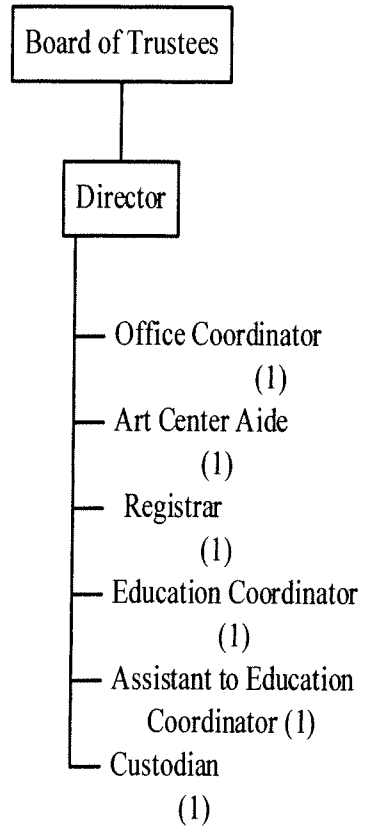 Board of Trustees
Director
Office Coordinator
(1)
Art Center Aide
(1)
Registrar
(1)
Education Coordinator
(1)
Assistant to Education
Coordinator (1)
Custodian
(1)